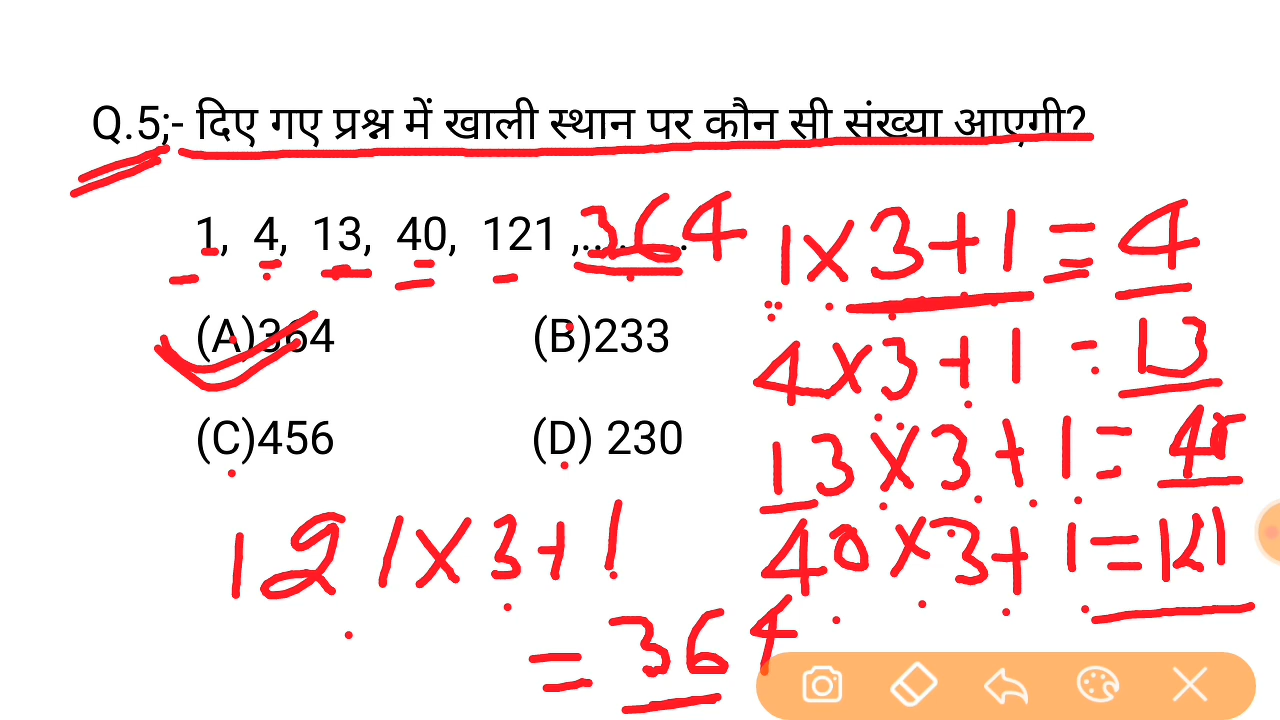 Q.5;- दिए गए प्रश्न में खाली स्थान पर कौन सी संख्या आएगी?
1, 4, 13, 40, 121 ,......... 364
(A)364 (B)233
(C)456 (D) 230
1×3+1=4
4×3+1=13
13×3+1=40
40×3+1=121
121×3+1
=364